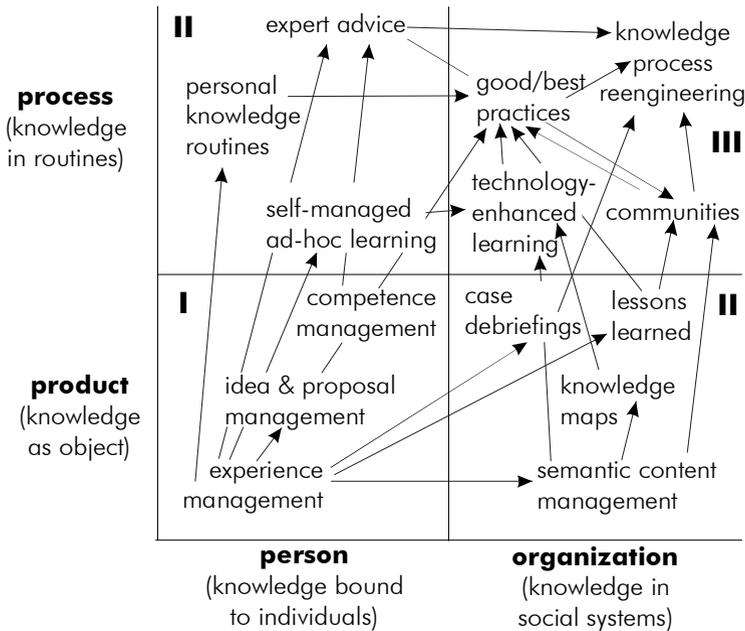 II
expert advice
knowledge
process
reengineering
process
(knowledge
in routines)
personal
knowledge
routines
good/best
practices
III
technology-
enhanced
learning
communities
self-managed
ad-hoc learning
I
competence
management
case
debriefings
lessons
learned
II
product
(knowledge
as object)
idea & proposal
management
knowledge
maps
experience
management
semantic content
management
person
(knowledge bound
to individuals)
organization
(knowledge in
social systems)